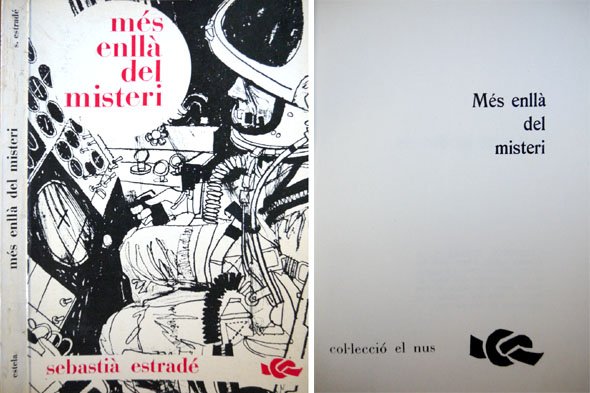 s. estradé
més enllà del misteri
estela
més
enllà
del
misteri
sebastià estradé
Més enllà
del
misteri
col·lecció el nus